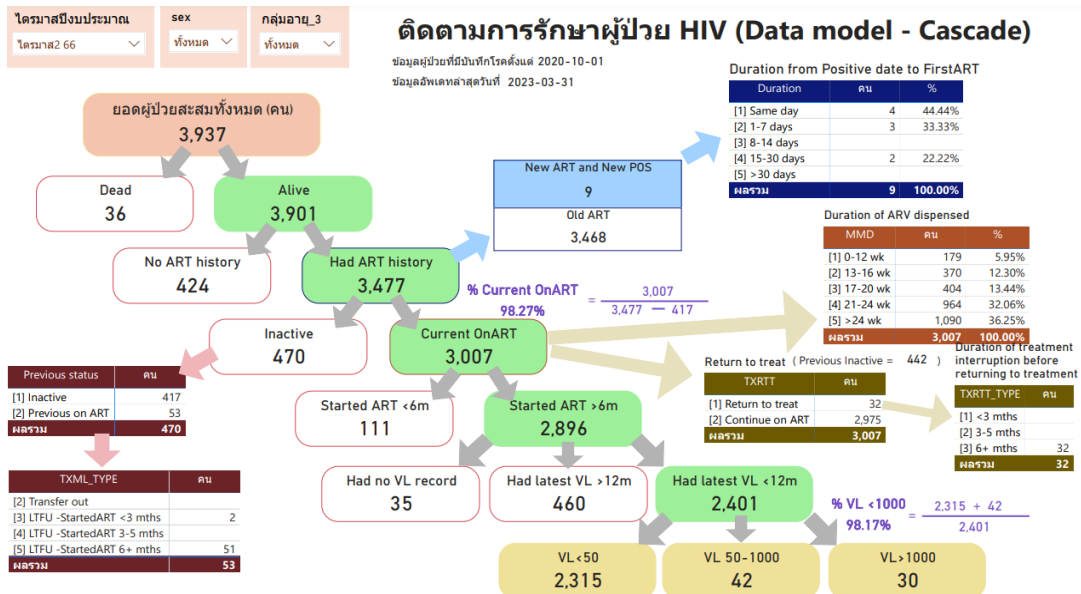 ไตรมาสปีงบประมาณ
ไตรมาส2 66
sex
ทั้งหมด
กลุ่มอายุ_3
ทั้งหมด
ติดตามการรักษาผู้ป่วย HIV (Data model - Cascade)
ข้อมูลผู้ป่วยที่มีบันทึกโรคตั้งแต่ 2020-10-01
ข้อมูลอัพเดทล่าสุดวันที่ 2023-03-31
ยอดผู้ป่วยสะสมทั้งหมด (คน)
3,937
Dead
36
Alive
3,901
No ART history
424
Had ART history
3,477
New ART and New POS
9
Old ART
3,468
Duration from Positive date to FirstART
Duration คน %
[1] Same day 4 44.44%
[2] 1-7 days 3 33.33%
[3] 8-14 days
[4] 15-30 days 2 22.22%
[5] >30 days
ผลรวม 9 100.00%
Duration of ARV dispensed
MMD คน %
[1] 0-12 wk 179 5.95%
[2] 13-16 wk 370 12.30%
[3] 17-20 wk 404 13.44%
[4] 21-24 wk 964 32.06%
[5] >24 wk 1,090 36.25%
ผลรวม 3,007 100.00%
% Current OnART
98.27%
= 3,007
3,477 — 417
Inactive
470
Current OnART
3,007
Previous status คน
[1] Inactive 417
[2] Previous on ART 53
ผลรวม 470
TXML_TYPE คน
[2] Transfer out
[3] LTFU -StartedART <3 mths 2
[4] LTFU -StartedART 3-5 mths
[5] LTFU -StartedART 6+ mths 51
ผลรวม 53
Return to treat ( Previous Inactive = 442 )
TXRTT คน
[1] Return to treat 32
[2] Continue on ART 2,975
ผลรวม 3,007
Duration of treatment
interruption before
returning to treatment
TXRTT_TYPE คน
[1] <3 mths
[2] 3-5 mths
[3] 6+ mths 32
ผลรวม 32
Started ART <6m
111
Started ART >6m
2,896
Had no VL record
35
Had latest VL >12m
460
Had latest VL <12m
2,401
% VL <1000
98.17%
= 2,315 + 42
2,401
VL<50
2,315
VL 50-1000
42
VL>1000
30